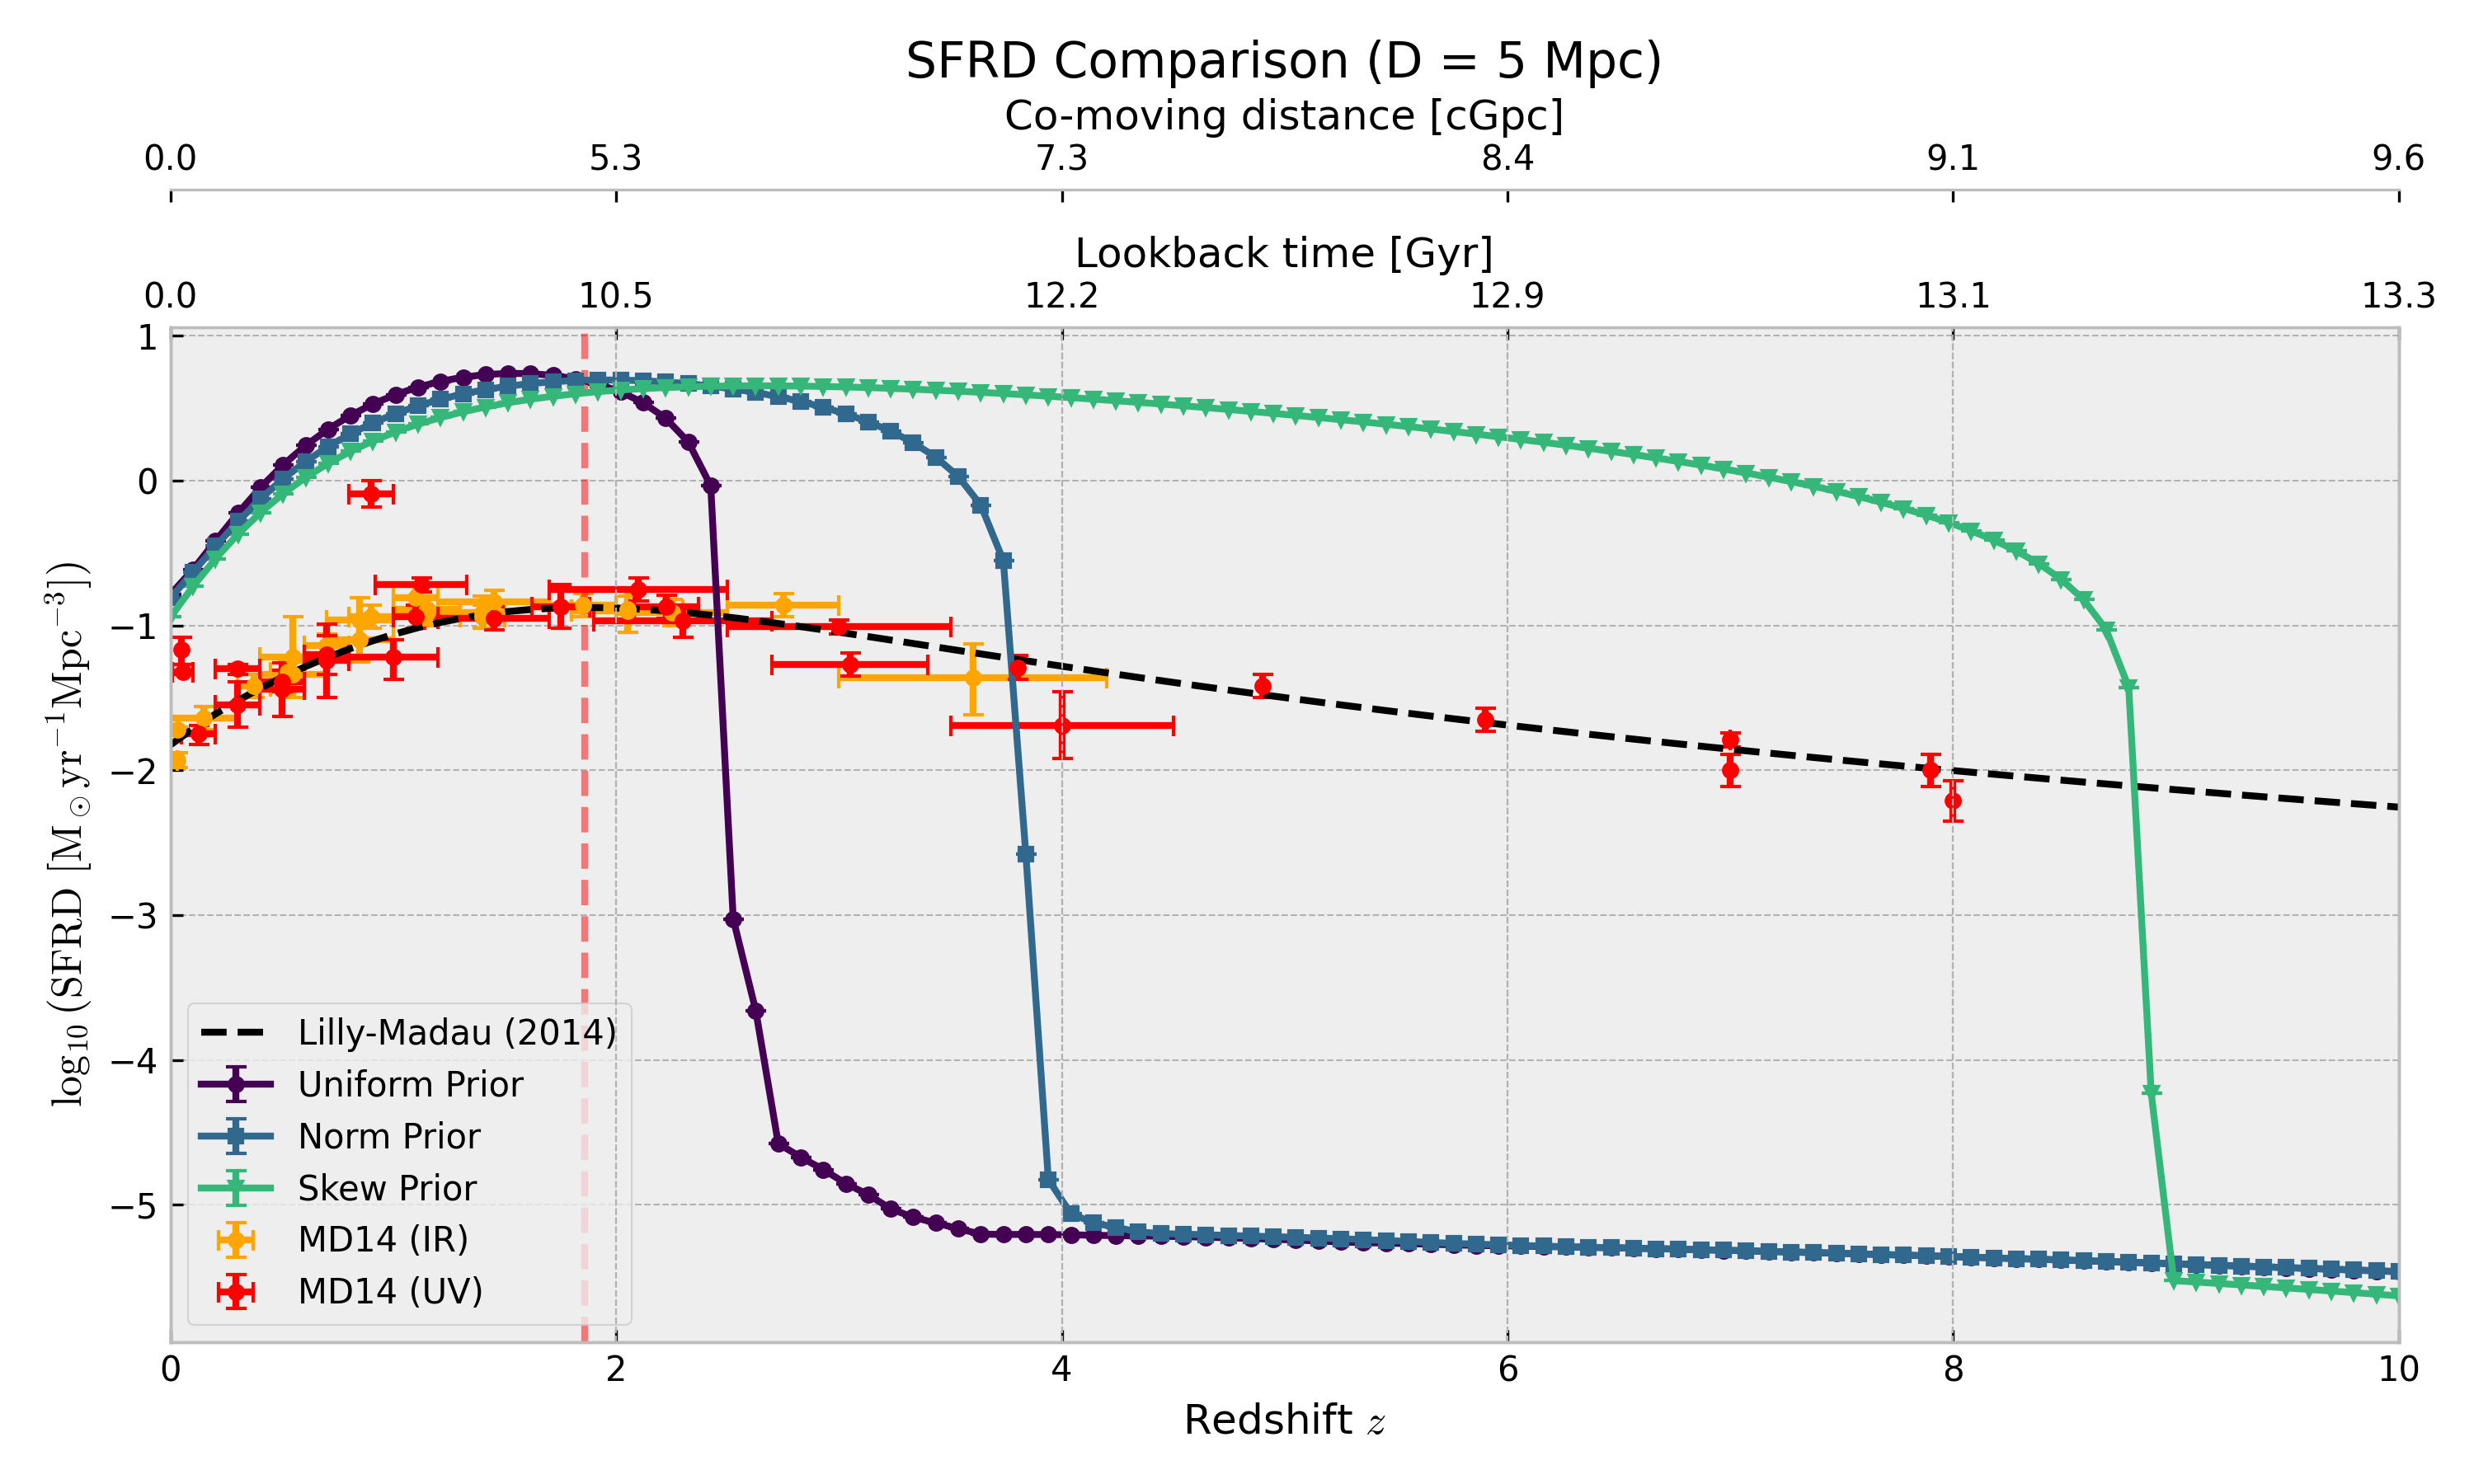 SFRD Comparison (D = 5 Mpc)
Co-moving distance [cGpc]
0.0 5.3 7.3 8.4 9.1 9.6
Lookback time [Gyr]
0.0 10.5 12.2 12.9 13.1 13.3
1
0
−1
−2
−3
−4
−5
log₁₀(SFRD [M⊙yr⁻¹Mpc⁻³])
Lilly-Madau (2014)
Uniform Prior
Norm Prior
Skew Prior
MD14 (IR)
MD14 (UV)
0 2 4 6 8 10
Redshift z